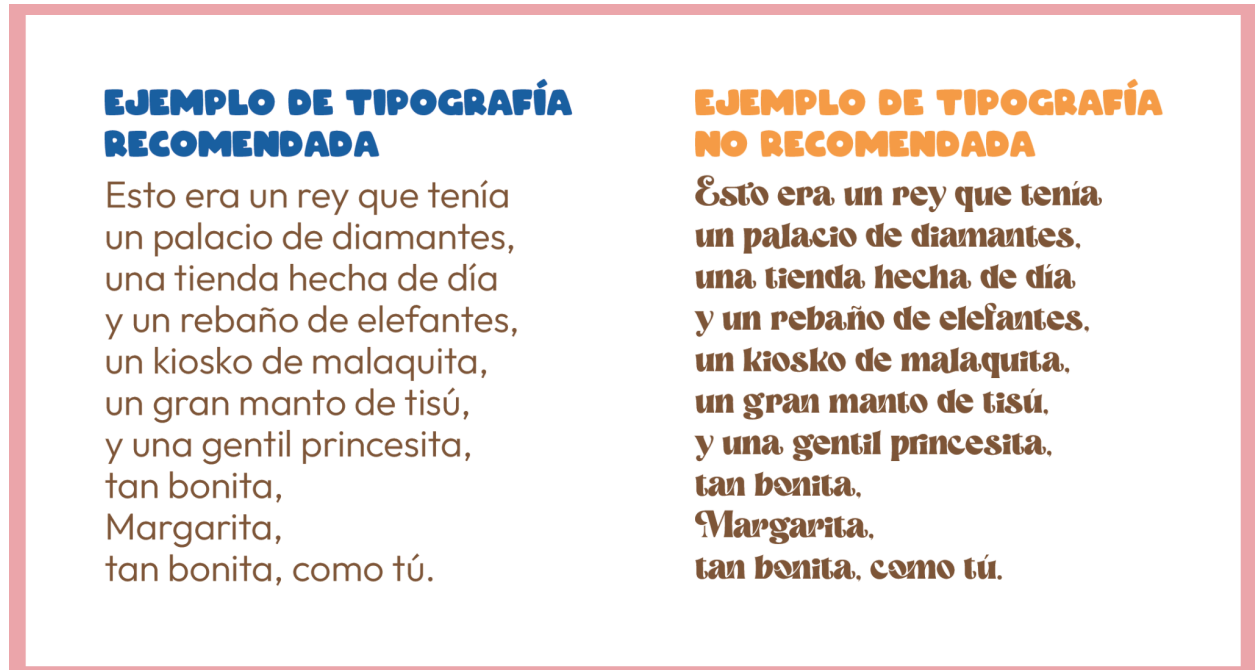 EJEMPLO DE TIPOGRAFÍA
RECOMENDADA
Esto era un rey que tenía
un palacio de diamantes,
una tienda hecha de día
y un rebaño de elefantes,
un kiosko de malaquita,
un gran manto de tisú,
y una gentil princesita,
tan bonita,
Margarita,
tan bonita, como tú.
EJEMPLO DE TIPOGRAFÍA
NO RECOMENDADA
Esto era un rey que tenía
un palacio de diamantes,
una tienda hecha de día
y un rebaño de elefantes,
un kiosko de malaquita,
un gran manto de tisú,
y una gentil princesita,
tan bonita,
Margarita,
tan bonita, como tú.